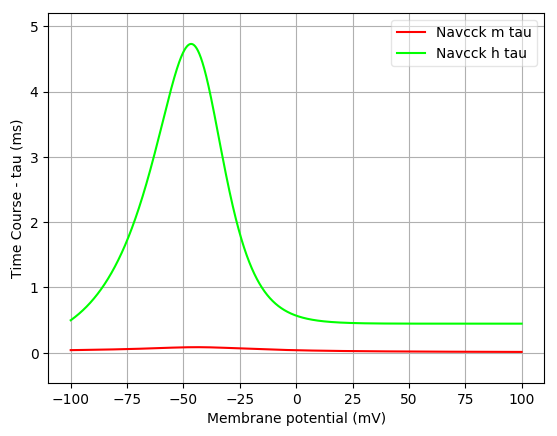 Navcck m tau
Navcck h tau
5
4
3
2
1
0
Time Course - tau (ms)
−100 −75 −50 −25 0 25 50 75 100
Membrane potential (mV)